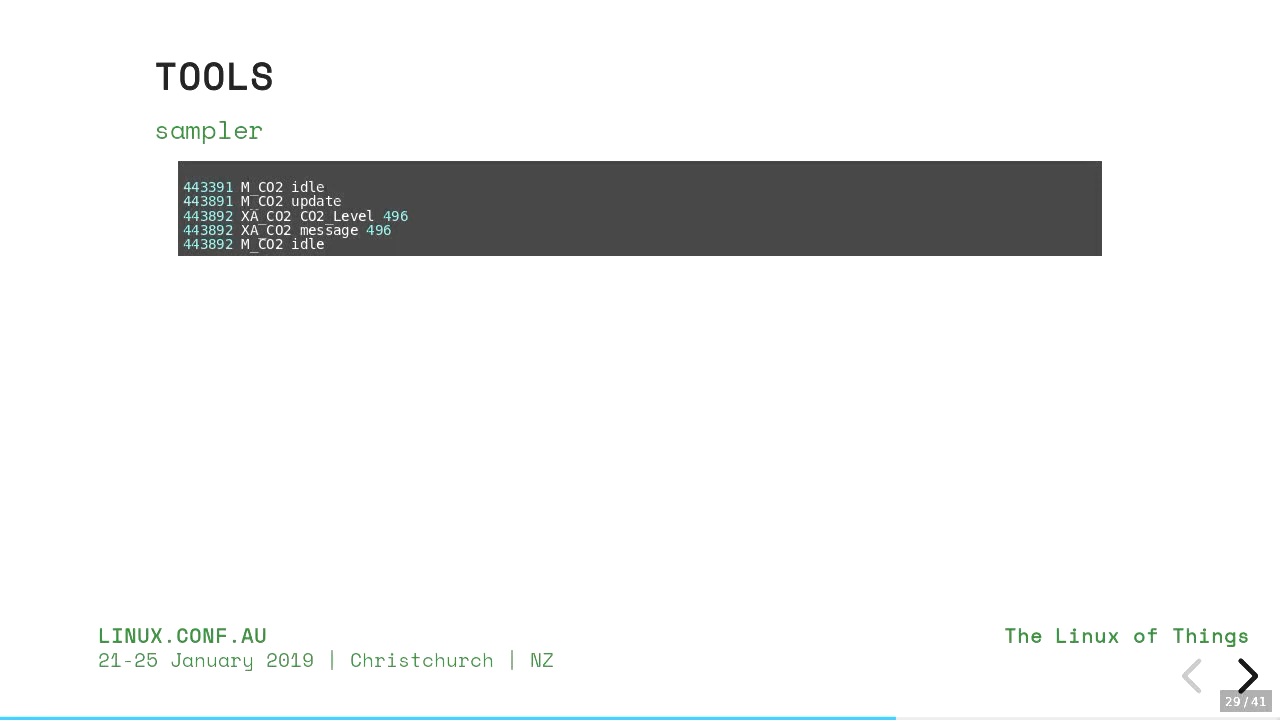 TOOLS
sampler
443391 M_CO2 idle
443891 M_CO2 update
443892 XA_CO2 CO2_Level 496
443892 XA_CO2 message 496
443892 M_CO2 idle
LINUX.CONF.AU
21-25 January 2019 | Christchurch | NZ
The Linux of Things
29/41